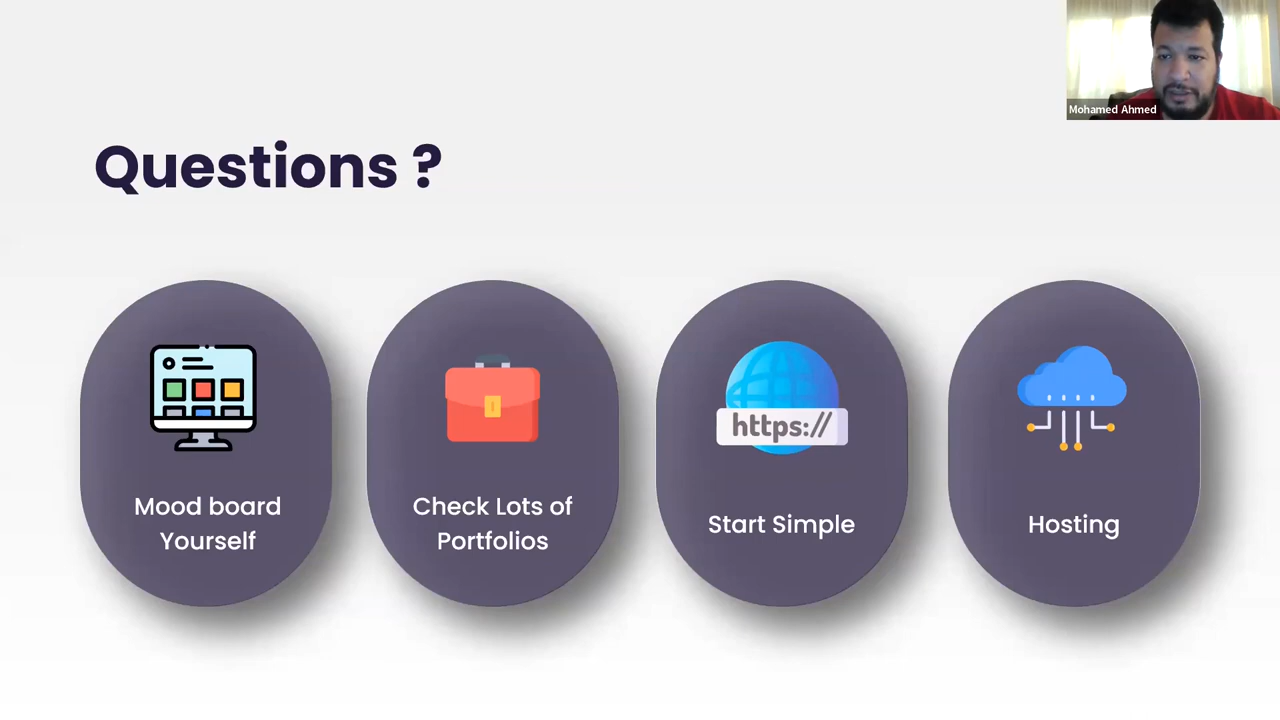 Mohamed Ahmed
Questions ?
https://
Mood board
Yourself
Check Lots of
Portfolios
Start Simple
Hosting